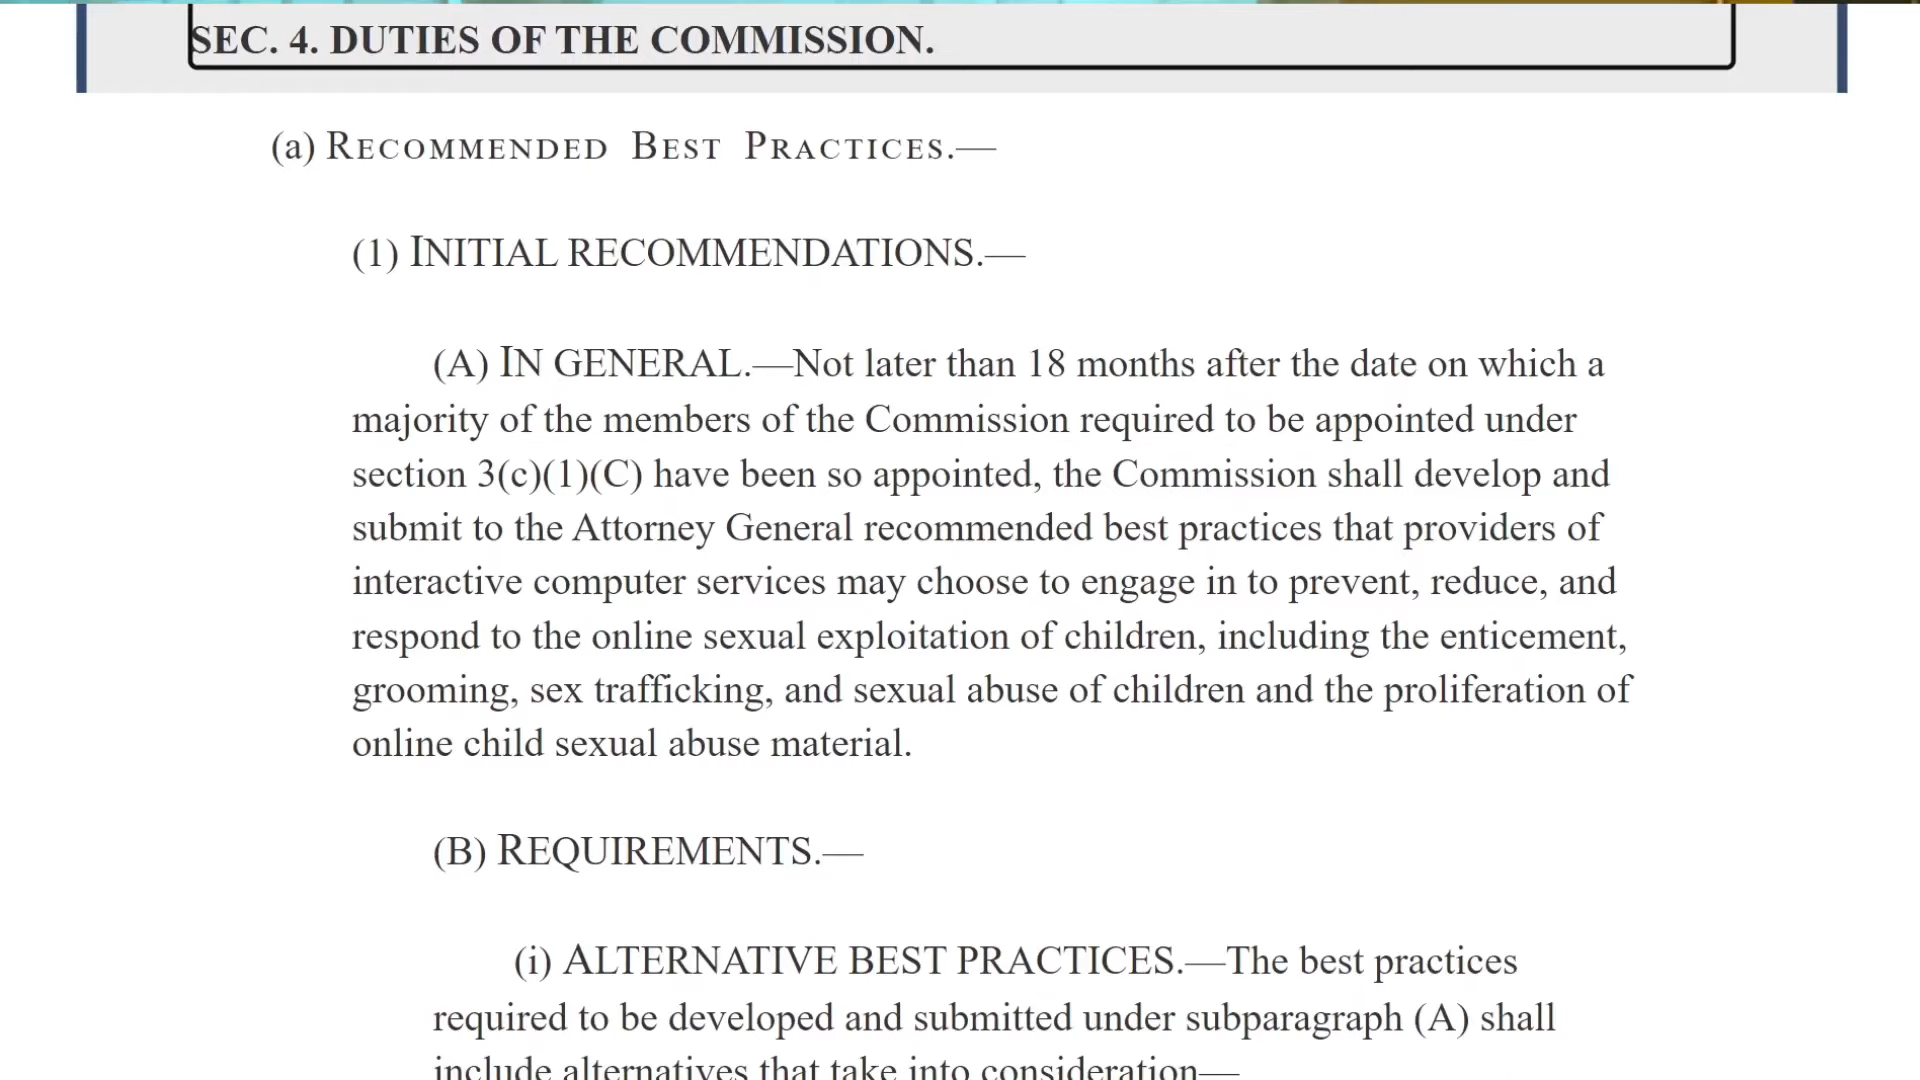 SEC. 4. DUTIES OF THE COMMISSION.
(a) RECOMMENDED BEST PRACTICES.—
(1) INITIAL RECOMMENDATIONS.—
(A) IN GENERAL.—Not later than 18 months after the date on which a
majority of the members of the Commission required to be appointed under
section 3(c)(1)(C) have been so appointed, the Commission shall develop and
submit to the Attorney General recommended best practices that providers of
interactive computer services may choose to engage in to prevent, reduce, and
respond to the online sexual exploitation of children, including the enticement,
grooming, sex trafficking, and sexual abuse of children and the proliferation of
online child sexual abuse material.
(B) REQUIREMENTS.—
(i) ALTERNATIVE BEST PRACTICES.—The best practices
required to be developed and submitted under subparagraph (A) shall
include alternatives that take into consideration—